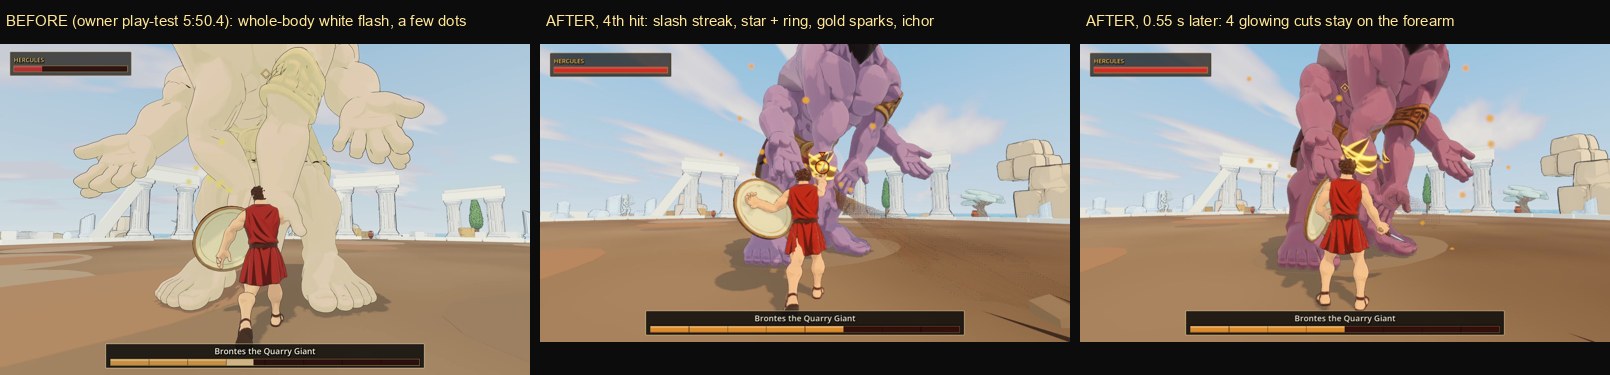 BEFORE (owner play-test 5:50.4): whole-body white flash, a few dots
AFTER, 4th hit: slash streak, star + ring, gold sparks, ichor
AFTER, 0.55 s later: 4 glowing cuts stay on the forearm
HERCULES
HERCULES
HERCULES
Brontes the Quarry Giant
Brontes the Quarry Giant
Brontes the Quarry Giant